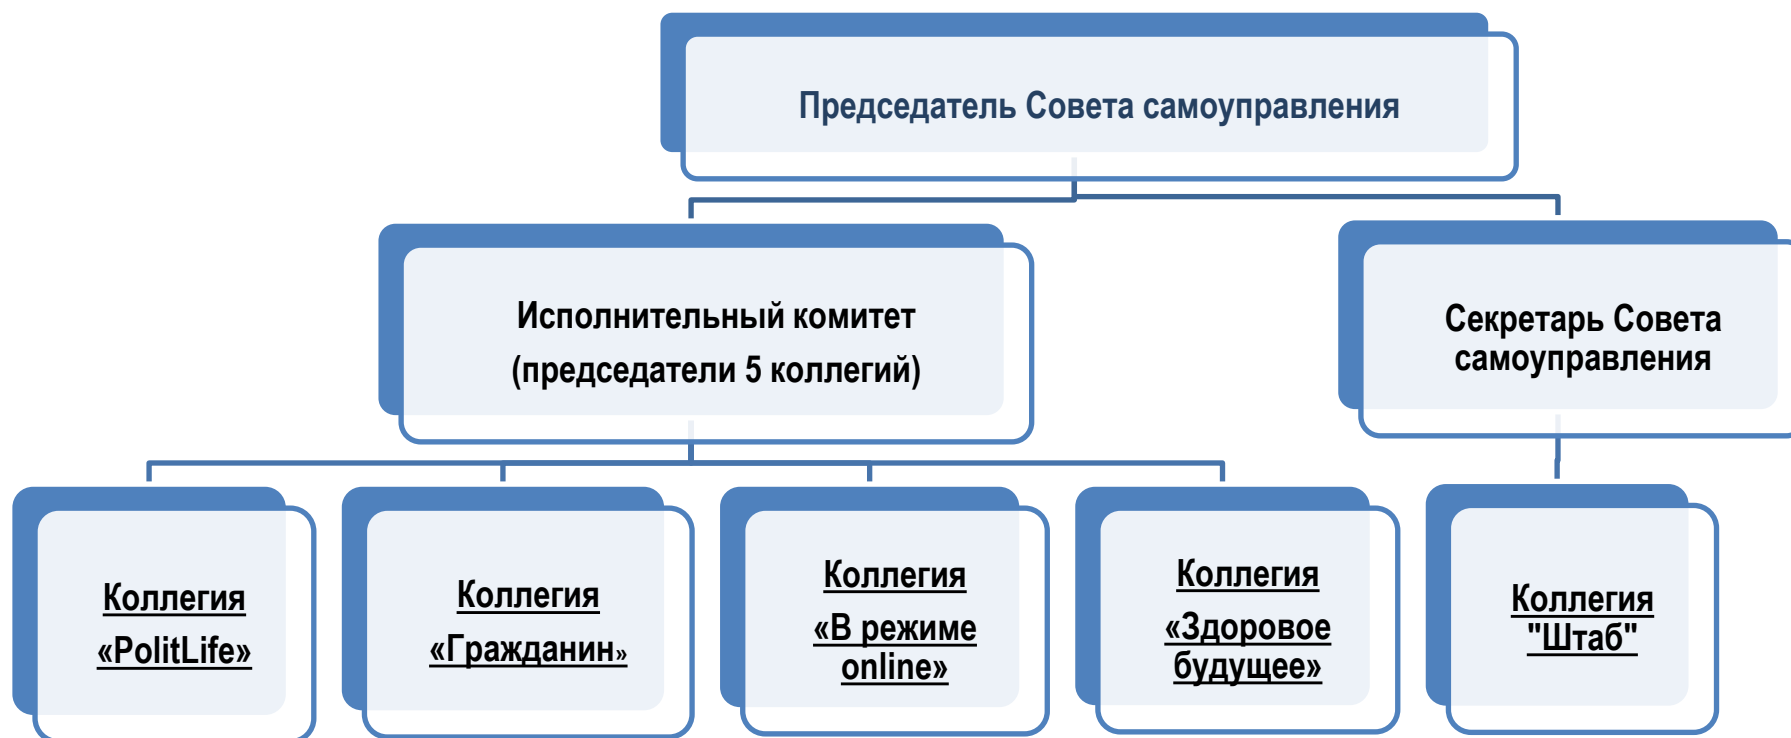 Председатель Совета самоуправления
Исполнительный комитет
(председатели 5 коллегий)
Секретарь Совета
самоуправления
Коллегия
«PolitLife»
Коллегия
«Гражданин»
Коллегия
«В режиме
online»
Коллегия
«Здоровое
будущее»
Коллегия
"Штаб"